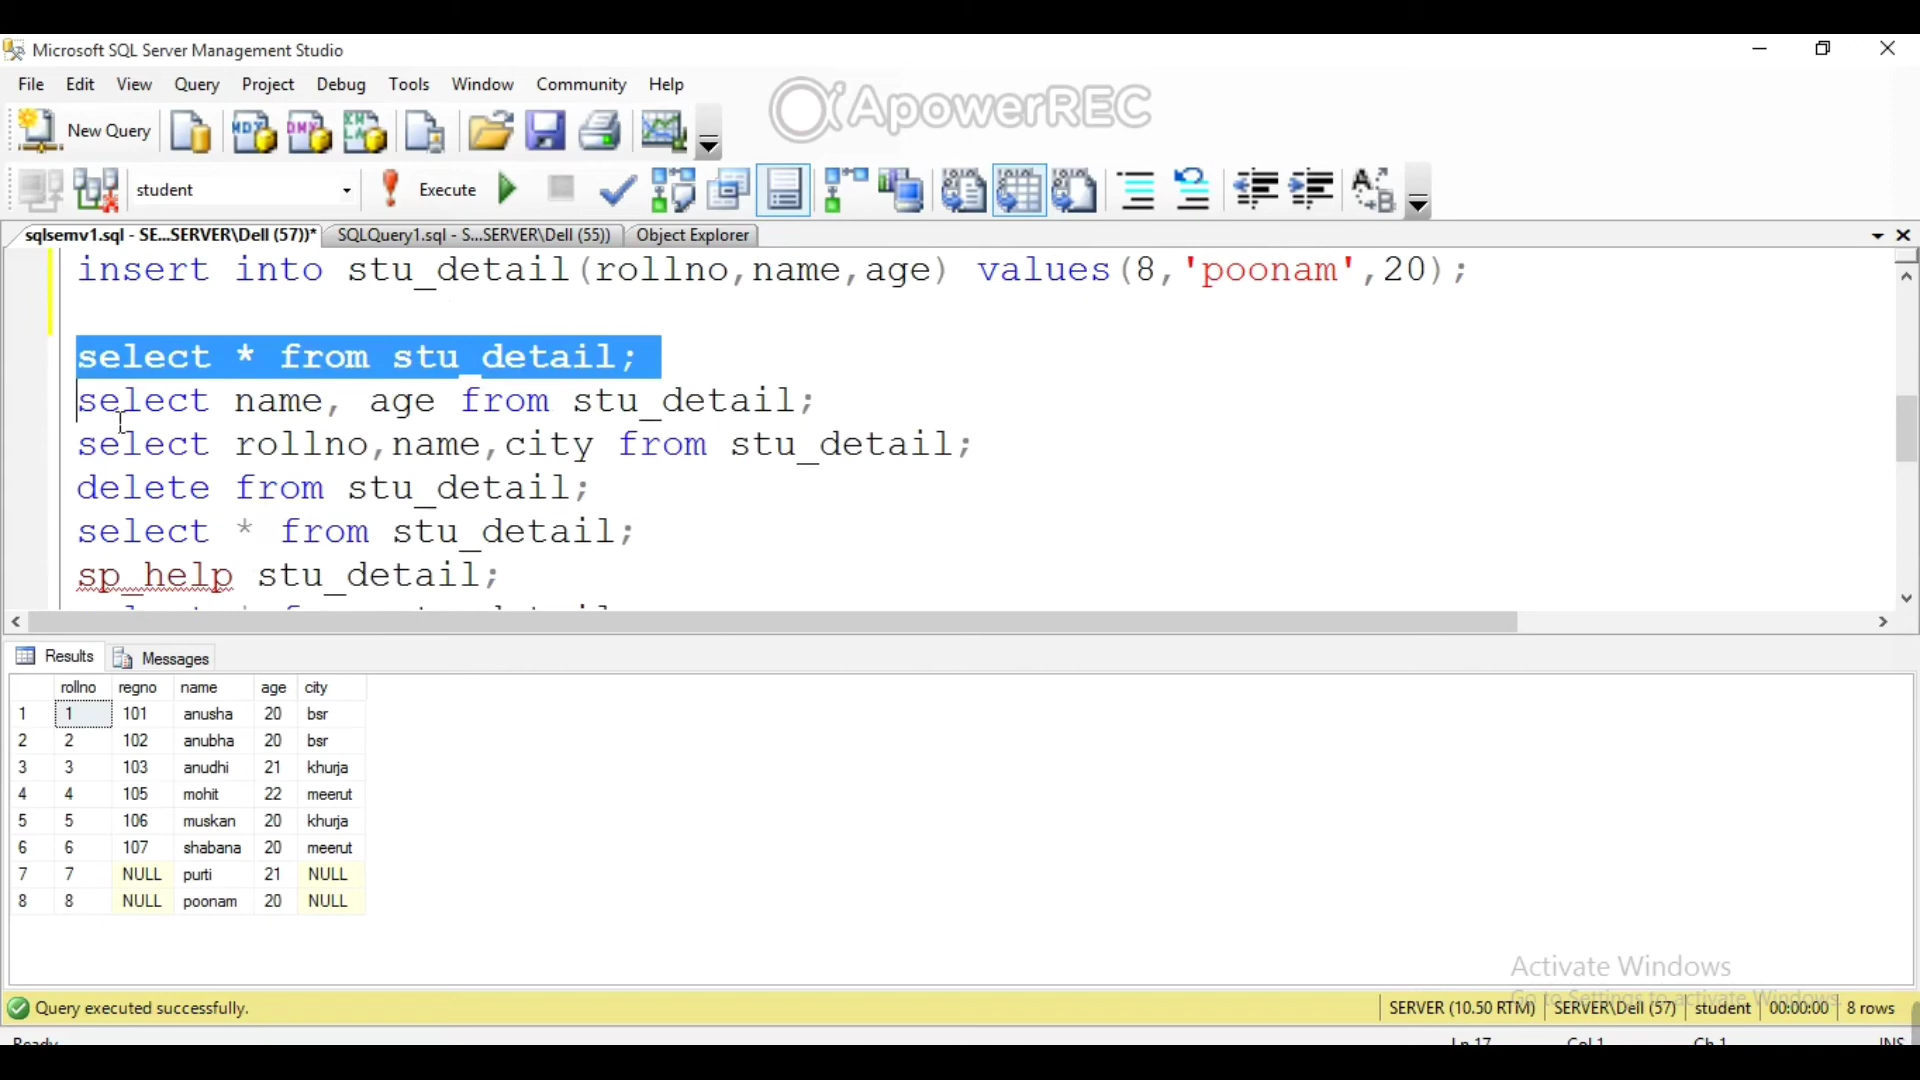 Microsoft SQL Server Management Studio
File Edit View Query Project Debug Tools Window Community Help
ApowerREC
New Query
student Execute
sqlsemv1.sql - SE...SERVER\Dell (57))* SQLQuery1.sql - S...SERVER\Dell (55)) Object Explorer
insert into stu_detail(rollno,name,age) values(8,'poonam',20);
select * from stu_detail;
select name, age from stu_detail;
select rollno,name,city from stu_detail;
delete from stu_detail;
select * from stu_detail;
sp_help stu_detail;
Results Messages
rollno regno name age city
1 1 101 anusha 20 bsr
2 2 102 anubha 20 bsr
3 3 103 anudhi 21 khurja
4 4 105 mohit 22 meerut
5 5 106 muskan 20 khurja
6 6 107 shabana 20 meerut
7 7 NULL purti 21 NULL
8 8 NULL poonam 20 NULL
Activate Windows
Go to Settings to activate Windows.
Query executed successfully. SERVER (10.50 RTM) SERVER\Dell (57) student 00:00:00 8 rows